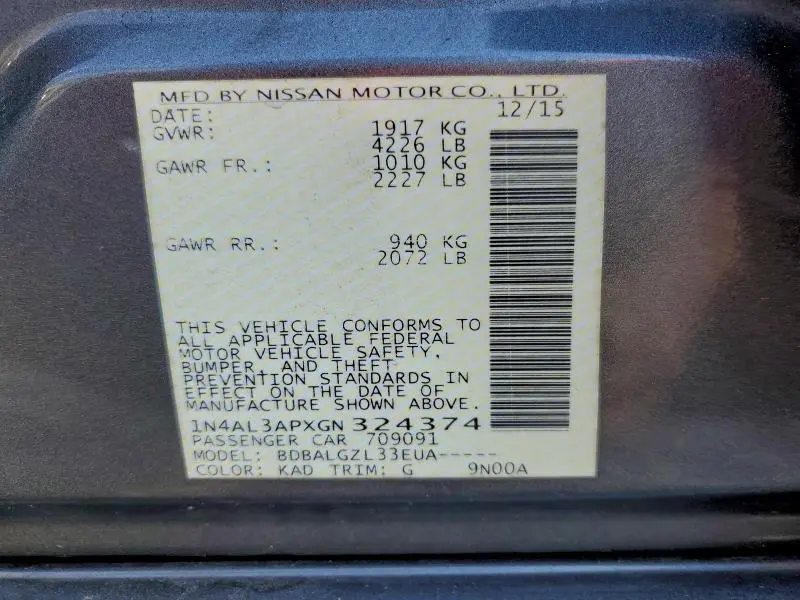 MFD BY NISSAN MOTOR CO., LTD.
DATE: 12/15
GVWR: 1917 KG
4226 LB
GAWR FR.: 1010 KG
2227 LB
GAWR RR.: 940 KG
2072 LB
THIS VEHICLE CONFORMS TO
ALL APPLICABLE FEDERAL
MOTOR VEHICLE SAFETY,
BUMPER, AND THEFT
PREVENTION STANDARDS IN
EFFECT ON THE DATE OF
MANUFACTURE SHOWN ABOVE.
1N4AL3APXGN324374
PASSENGER CAR 709091
MODEL: BDBALGZL33EUA-----
COLOR: KAD TRIM: G 9N00A